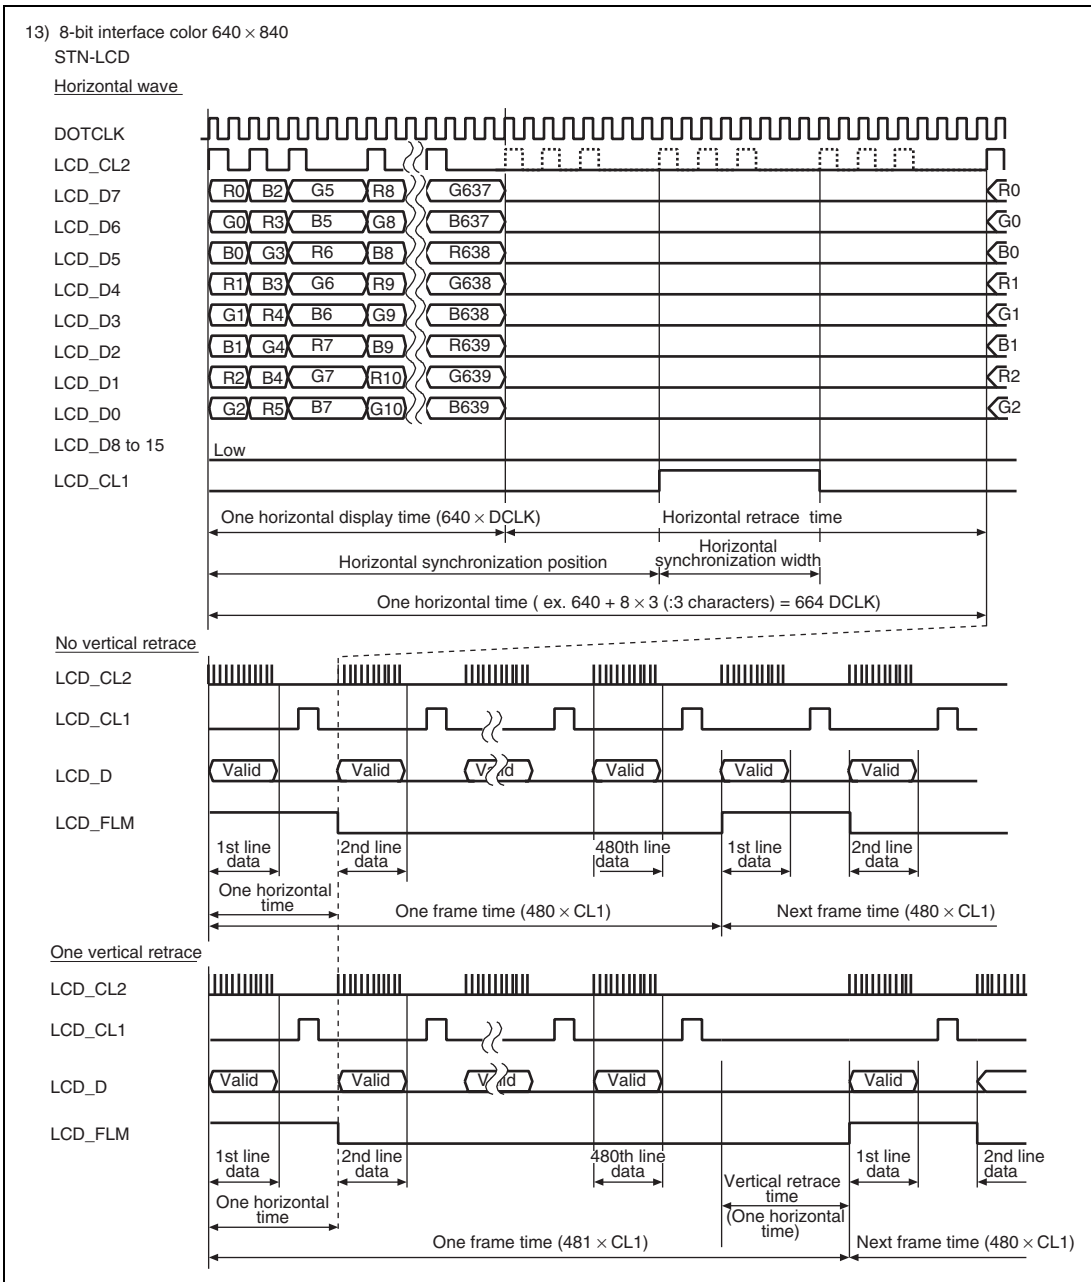 13) 8-bit interface color 640 × 840
STN-LCD
Horizontal wave
DOTCLK
LCD_CL2
LCD_D7 R0 B2 G5 R8 G637 R0
LCD_D6 G0 R3 B5 G8 B637 G0
LCD_D5 B0 G3 R6 B8 R638 B0
LCD_D4 R1 B3 G6 R9 G638 R1
LCD_D3 G1 R4 B6 G9 B638 G1
LCD_D2 B1 G4 R7 B9 R639 B1
LCD_D1 R2 B4 G7 R10 G639 R2
LCD_D0 G2 R5 B7 G10 B639 G2
LCD_D8 to 15 Low
LCD_CL1
One horizontal display time (640 × DCLK) Horizontal retrace time
Horizontal synchronization position Horizontal synchronization width
One horizontal time ( ex. 640 + 8 × 3 (:3 characters) = 664 DCLK)
No vertical retrace
LCD_CL2
LCD_CL1
LCD_D Valid Valid Valid Valid Valid Valid
LCD_FLM
1st line data 2nd line data 480th line data 1st line data 2nd line data
One horizontal time
One frame time (480 × CL1) Next frame time (480 × CL1)
One vertical retrace
LCD_CL2
LCD_CL1
LCD_D Valid Valid Valid Valid Valid
LCD_FLM
1st line data 2nd line data 480th line data 1st line data 2nd line data
One horizontal time
Vertical retrace time
(One horizontal time)
One frame time (481 × CL1) Next frame time (480 × CL1)